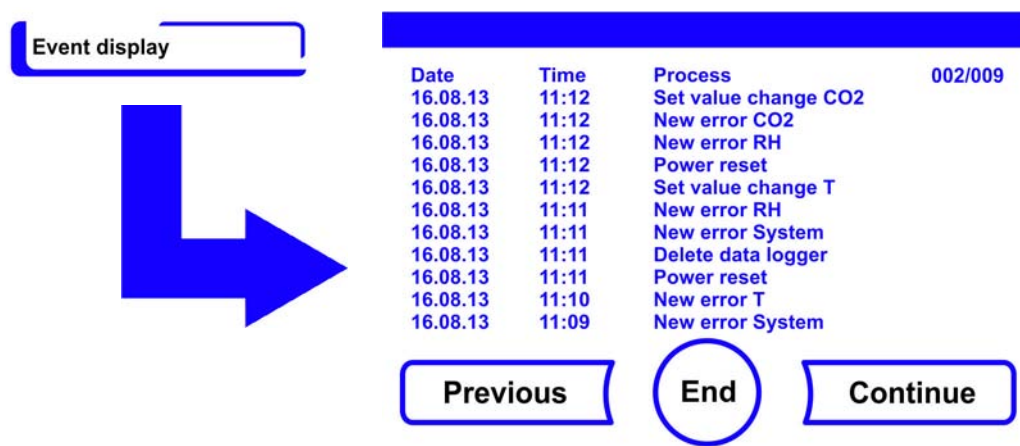 Event display
Date Time Process 002/009
16.08.13 11:12 Set value change CO2
16.08.13 11:12 New error CO2
16.08.13 11:12 New error RH
16.08.13 11:12 Power reset
16.08.13 11:12 Set value change T
16.08.13 11:11 New error RH
16.08.13 11:11 New error System
16.08.13 11:11 Delete data logger
16.08.13 11:11 Power reset
16.08.13 11:10 New error T
16.08.13 11:09 New error System
Previous End Continue